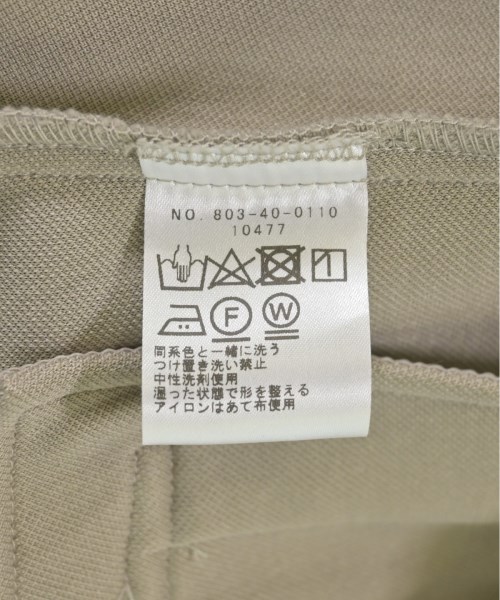 NO. 803-40-0110
10477
F W
同系色と一緒に洗う
つけ置き洗い禁止
中性洗剤使用
湿った状態で形を整える
アイロンはあて布使用